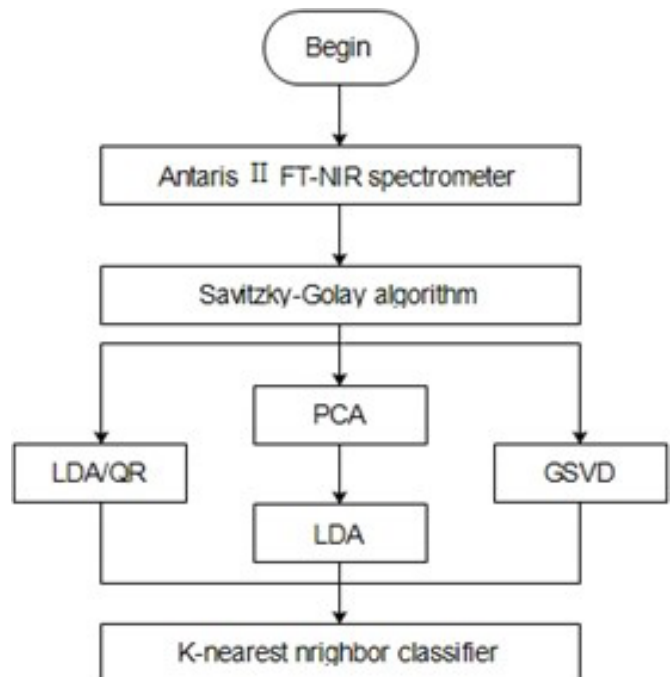 Begin
Antaris II FT-NIR spectrometer
Savitzky-Golay algorithm
PCA
LDA/QR
GSVD
LDA
K-nearest nrighbor classifier